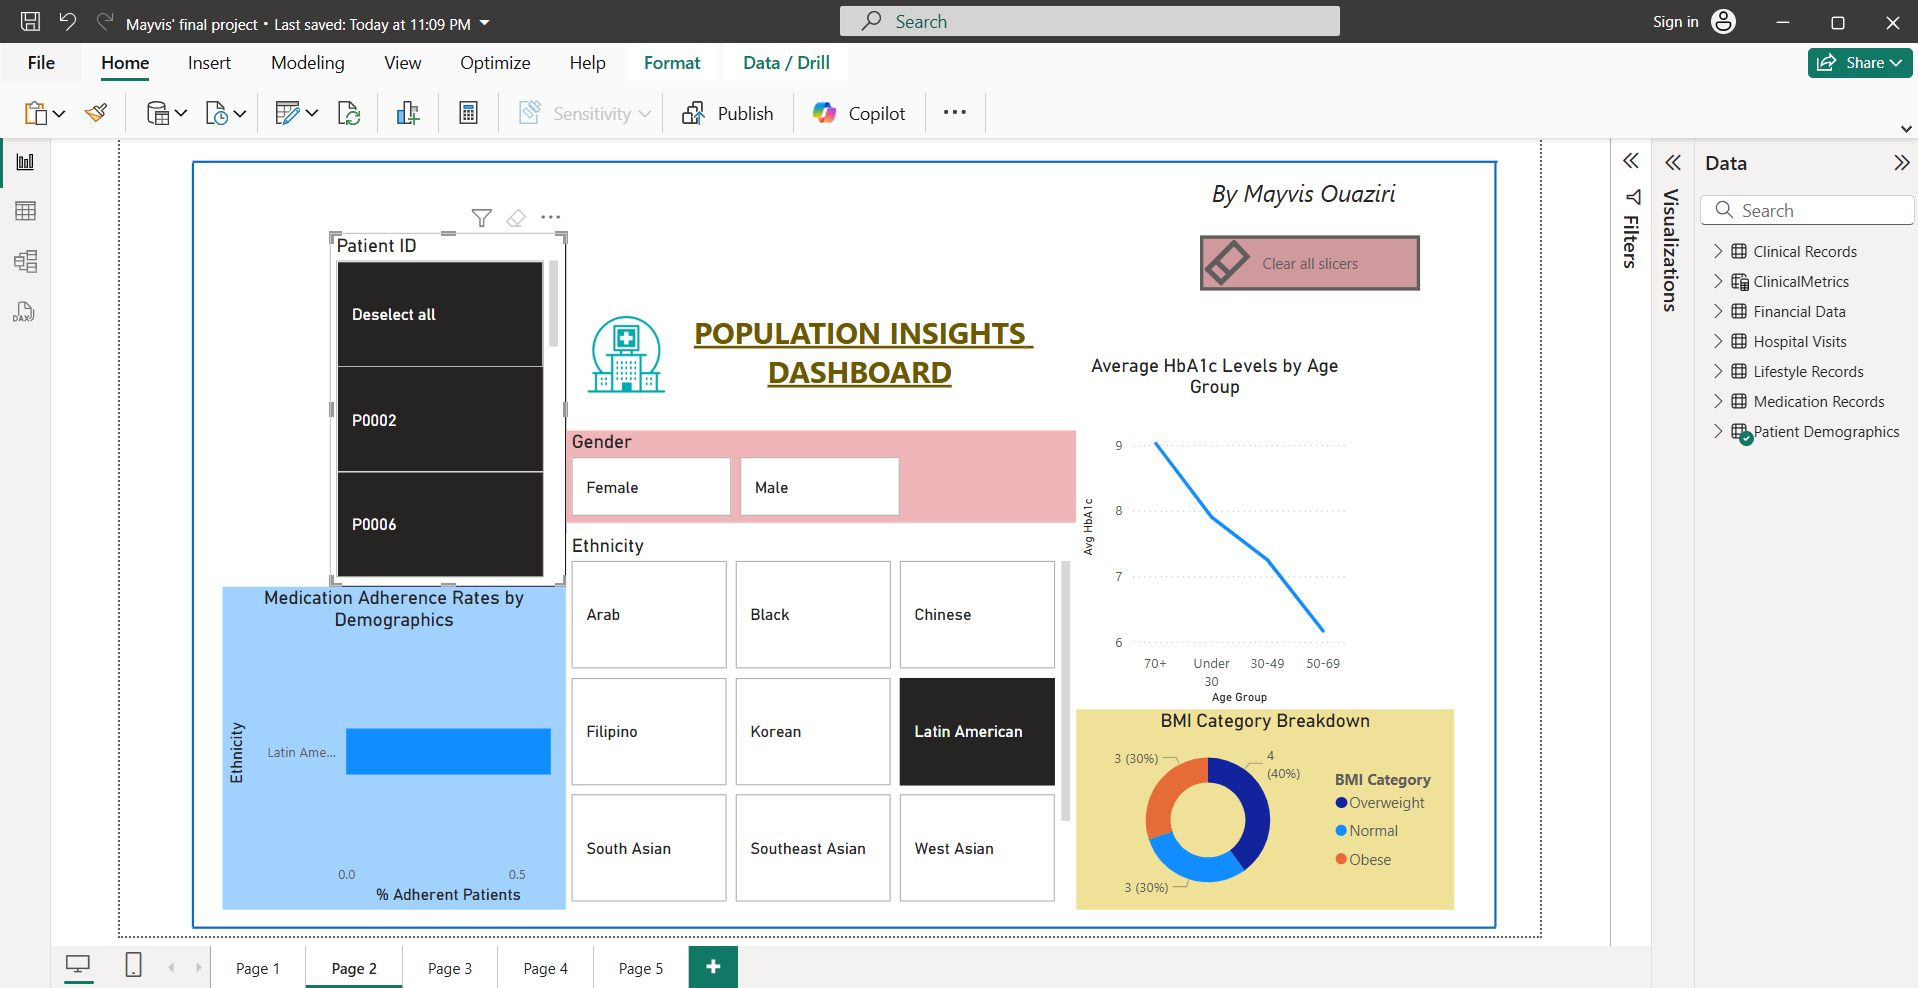 Mayvis' final project • Last saved: Today at 11:09 PM
Search
Sign in
File
Home
Insert
Modeling
View
Optimize
Help
Format
Data / Drill
Share
Sensitivity
Publish
Copilot
DAX
By Mayvis Ouaziri
Clear all slicers
Patient ID
Deselect all
P0002
P0006
POPULATION INSIGHTS
DASHBOARD
Gender
Female
Male
Ethnicity
Arab
Black
Chinese
Filipino
Korean
Latin American
South Asian
Southeast Asian
West Asian
Medication Adherence Rates by
Demographics
Ethnicity
Latin Ame...
0.0
0.5
% Adherent Patients
Average HbA1c Levels by Age
Group
Avg HbA1c
9
8
7
6
70+
Under
30
30-49
50-69
Age Group
BMI Category Breakdown
3 (30%)
4
(40%)
3 (30%)
BMI Category
Overweight
Normal
Obese
Filters
Visualizations
Data
Search
Clinical Records
ClinicalMetrics
Financial Data
Hospital Visits
Lifestyle Records
Medication Records
Patient Demographics
Page 1
Page 2
Page 3
Page 4
Page 5